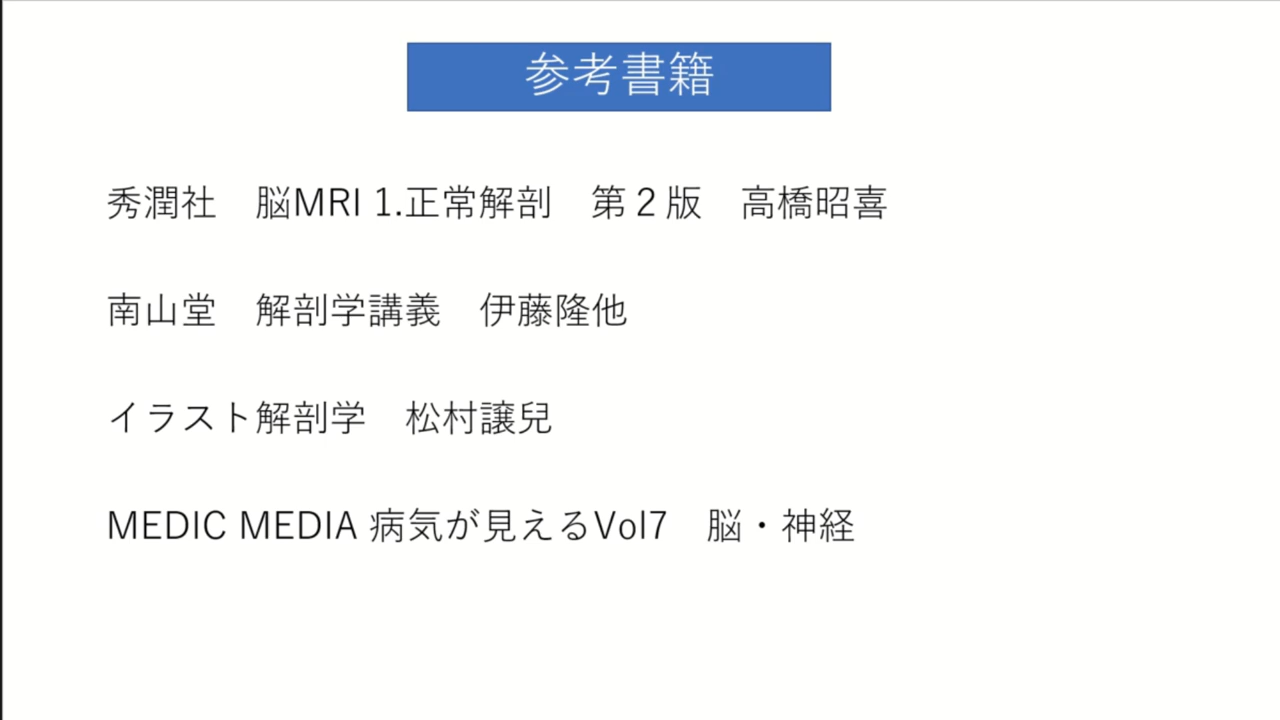 参考書籍
秀潤社　脳MRI 1.正常解剖　第２版　高橋昭喜
南山堂　解剖学講義　伊藤隆他
イラスト解剖学　松村譲兒
MEDIC MEDIA 病気が見えるVol7　脳・神経